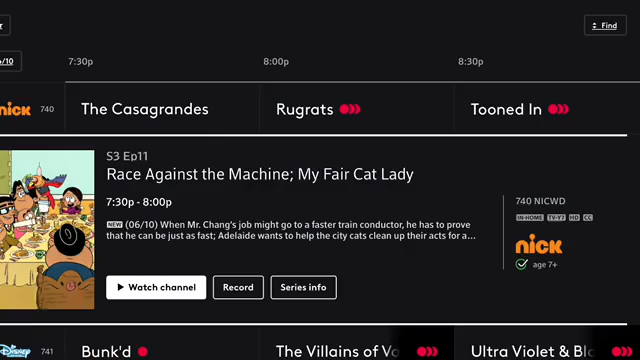 Find
6/10
7:30p 8:00p 8:30p
nick 740 The Casagrandes Rugrats Tooned In
S3 Ep11
Race Against the Machine; My Fair Cat Lady
7:30p - 8:00p
NEW (06/10) When Mr. Chang's job might go to a faster train conductor, he has to prove
that he can be just as fast; Adelaide wants to help the city cats clean up their acts for a...
740 NICWD
IN-HOME TV-Y7 HD CC
nick
age 7+
Watch channel Record Series info
Disney 741 Bunk'd The Villains of Ultra Violet &